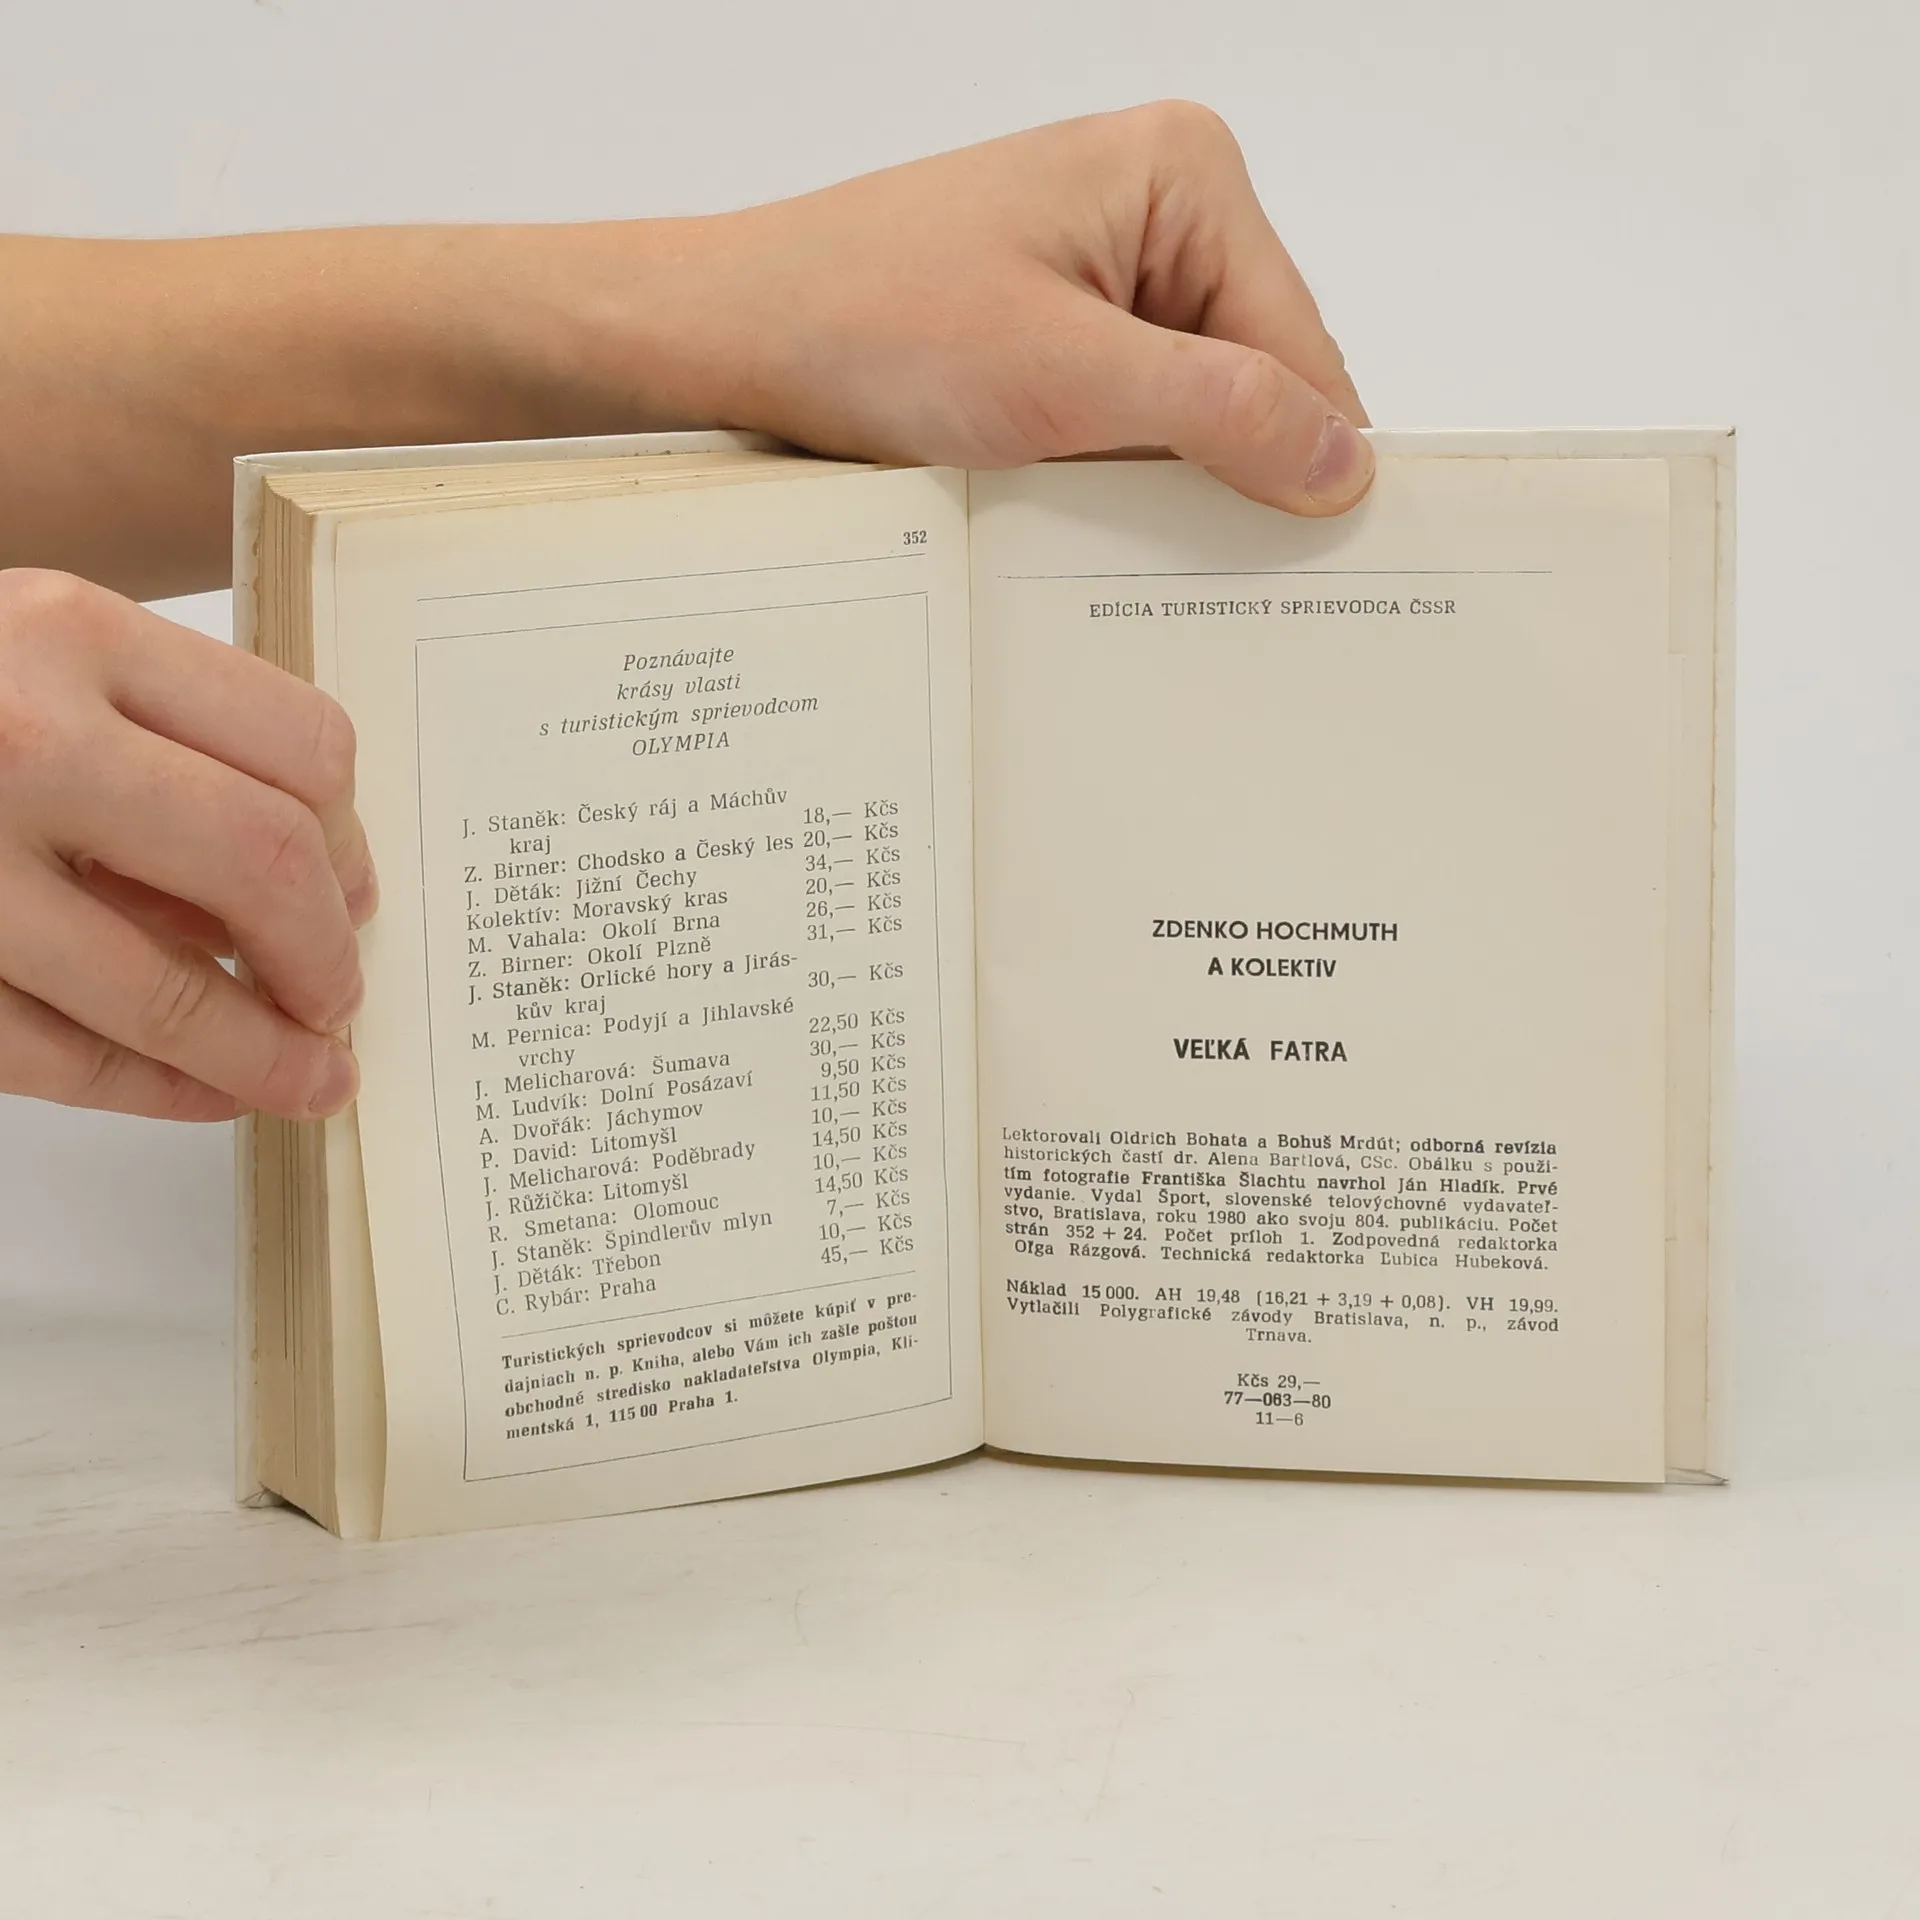 352
Poznávajte
krásy vlasti
s turistickým sprievodcom
OLYMPIA
J. Staněk: Český ráj a Máchův
kraj 18,— Kčs
Z. Birner: Chodsko a Český les 20,— Kčs
J. Děták: Jižní Čechy 34,— Kčs
Kolektív: Moravský kras 20,— Kčs
M. Vahala: Okolí Brna 26,— Kčs
Z. Birner: Okolí Plzně 31,— Kčs
J. Staněk: Orlické hory a Jirás-
kův kraj 30,— Kčs
M. Pernica: Podyjí a Jihlavské
vrchy 22,50 Kčs
J. Melicharová: Šumava 30,— Kčs
M. Ludvík: Dolní Posázaví 9,50 Kčs
A. Dvořák: Jáchymov 11,50 Kčs
P. David: Litomyšl 10,— Kčs
J. Melicharová: Poděbrady 14,50 Kčs
J. Růžička: Litomyšl 10,— Kčs
R. Smetana: Olomouc 14,50 Kčs
J. Staněk: Špindlerův mlyn 7,— Kčs
J. Děták: Třebon 10,— Kčs
C. Rybár: Praha 45,— Kčs
Turistických sprievodcov si môžete kúpiť v pre-
dajniach n. p. Kniha, alebo Vám ich zašle poštou
obchodné stredisko nakladateľstva Olympia, Kli-
mentská 1, 115 00 Praha 1.
EDÍCIA TURISTICKÝ SPRIEVODCA ČSSR
ZDENKO HOCHMUTH
A KOLEKTÍV
VEĽKÁ FATRA
Lektorovali Oldrich Bohata a Bohuš Mrdút; odborná revízia
historických častí dr. Alena Bartlová, CSc. Obálku s použi-
tím fotografie Františka Šlachtu navrhol Ján Hladík. Prvé
vydanie. Vydal Šport, slovenské telovýchovné vydavateľ-
stvo, Bratislava, roku 1980 ako svoju 804. publikáciu. Počet
strán 352 + 24. Počet príloh 1. Zodpovedná redaktorka
Oľga Rázgová. Technická redaktorka Ľubica Hubeková.
Náklad 15 000. AH 19,48 (16,21 + 3,19 + 0,08). VH 19,99.
Vytlačili Polygrafické závody Bratislava, n. p., závod
Trnava.
Kčs 29,—
77—063—80
11—6